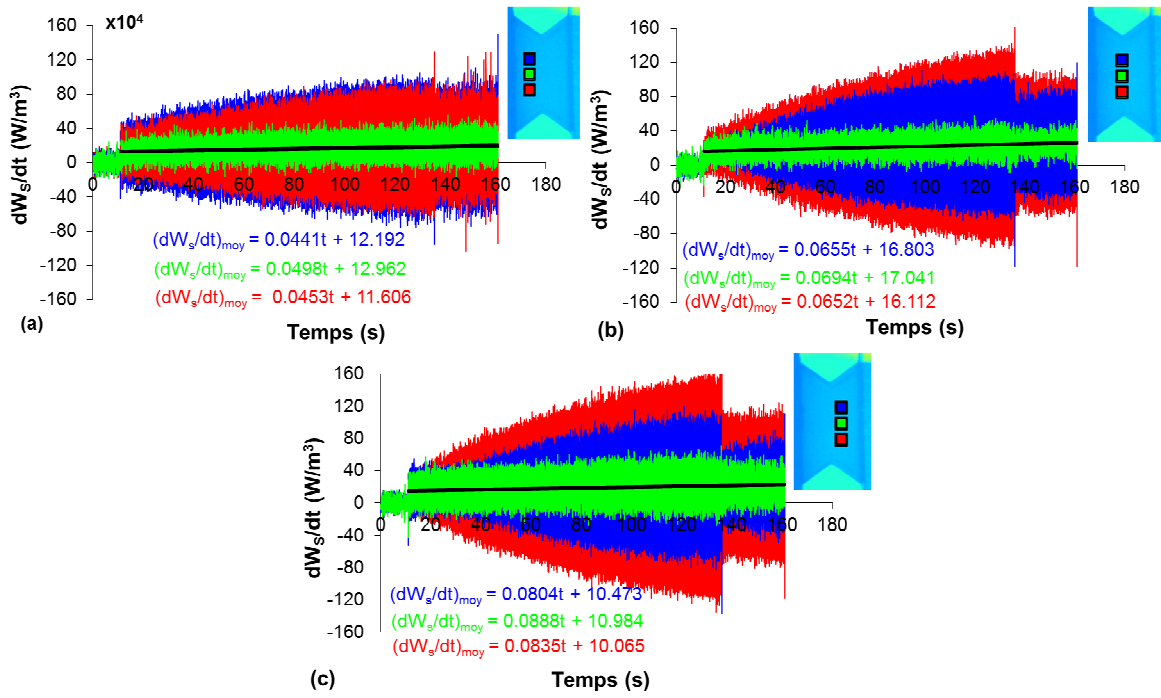 x10⁴
dWₛ/dt (W/m³)
160
120
80
40
0
-40
-80
-120
-160
0 20 40 60 80 100 120 140 160 180
(dWₛ/dt)moy = 0.0441t + 12.192
(dWₛ/dt)moy = 0.0498t + 12.962
(dWₛ/dt)moy = 0.0453t + 11.606
(a)
Temps (s)
dWₛ/dt (W/m³)
160
120
80
40
0
-40
-80
-120
-160
0 20 40 60 80 100 120 140 160 180
(dWₛ/dt)moy = 0.0655t + 16.803
(dWₛ/dt)moy = 0.0694t + 17.041
(dWₛ/dt)moy = 0.0652t + 16.112
(b)
Temps (s)
dWₛ/dt (W/m³)
160
120
80
40
0
-40
-80
-120
-160
0 20 40 60 80 100 120 140 160 180
(dWₛ/dt)moy = 0.0804t + 10.473
(dWₛ/dt)moy = 0.0888t + 10.984
(dWₛ/dt)moy = 0.0835t + 10.065
(c)
Temps (s)